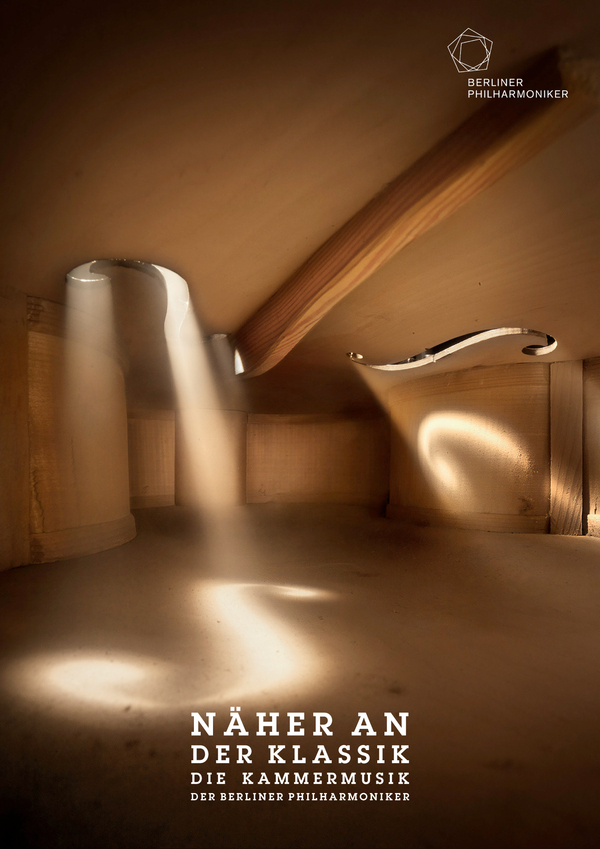 BERLINER
PHILHARMONIKER
NÄHER AN
DER KLASSIK
DIE KAMMERMUSIK
DER BERLINER PHILHARMONIKER